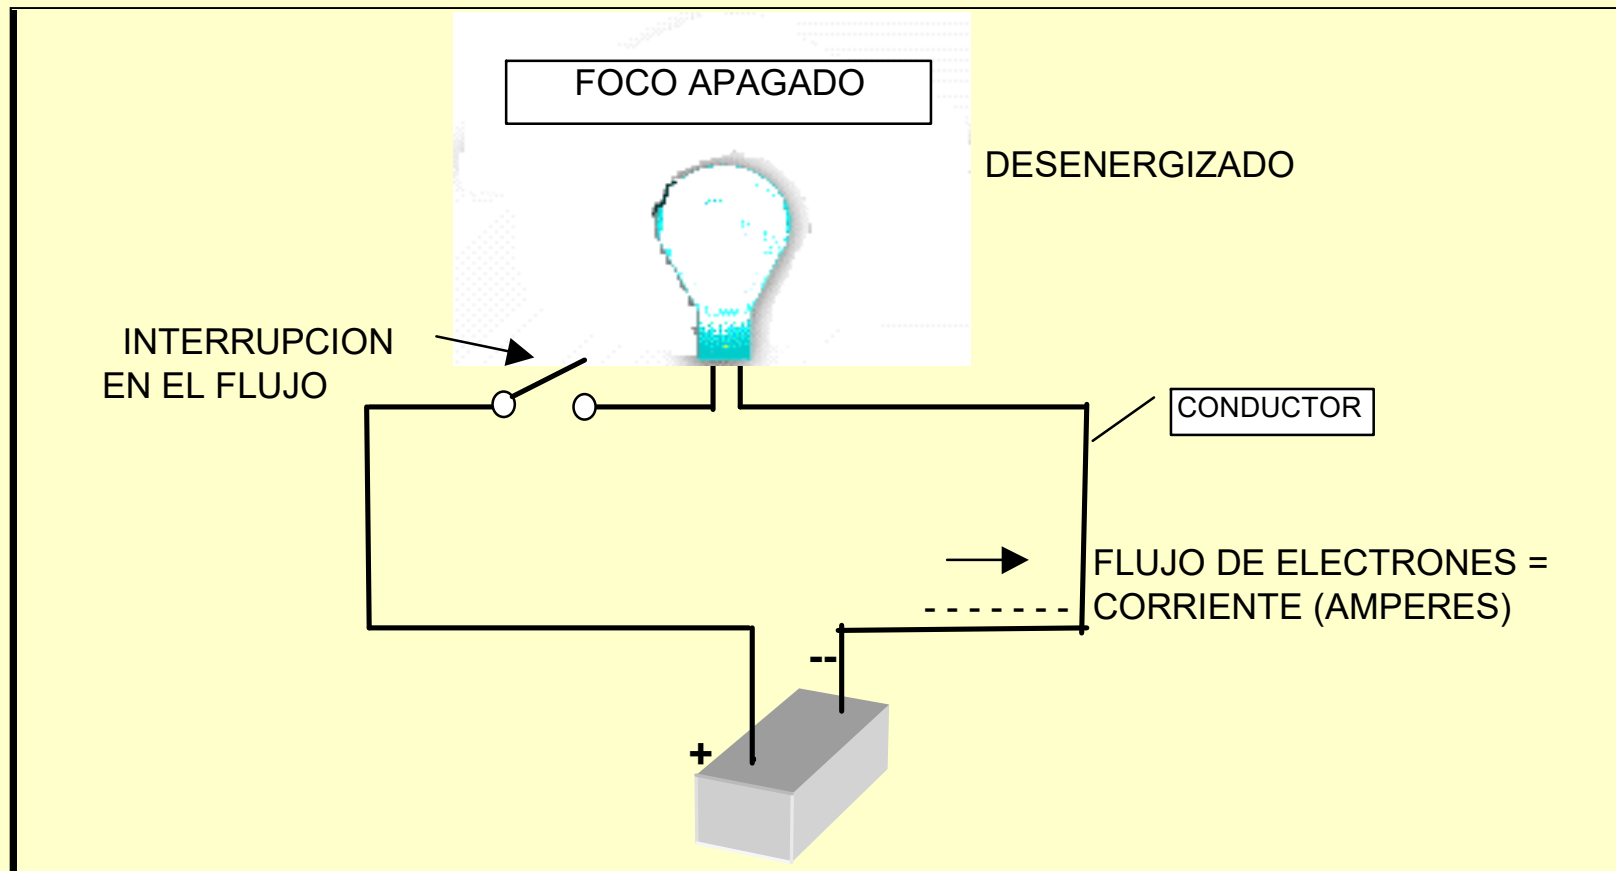 FOCO APAGADO
DESENERGIZADO
INTERRUPCION
EN EL FLUJO
CONDUCTOR
FLUJO DE ELECTRONES =
CORRIENTE (AMPERES)
--
+